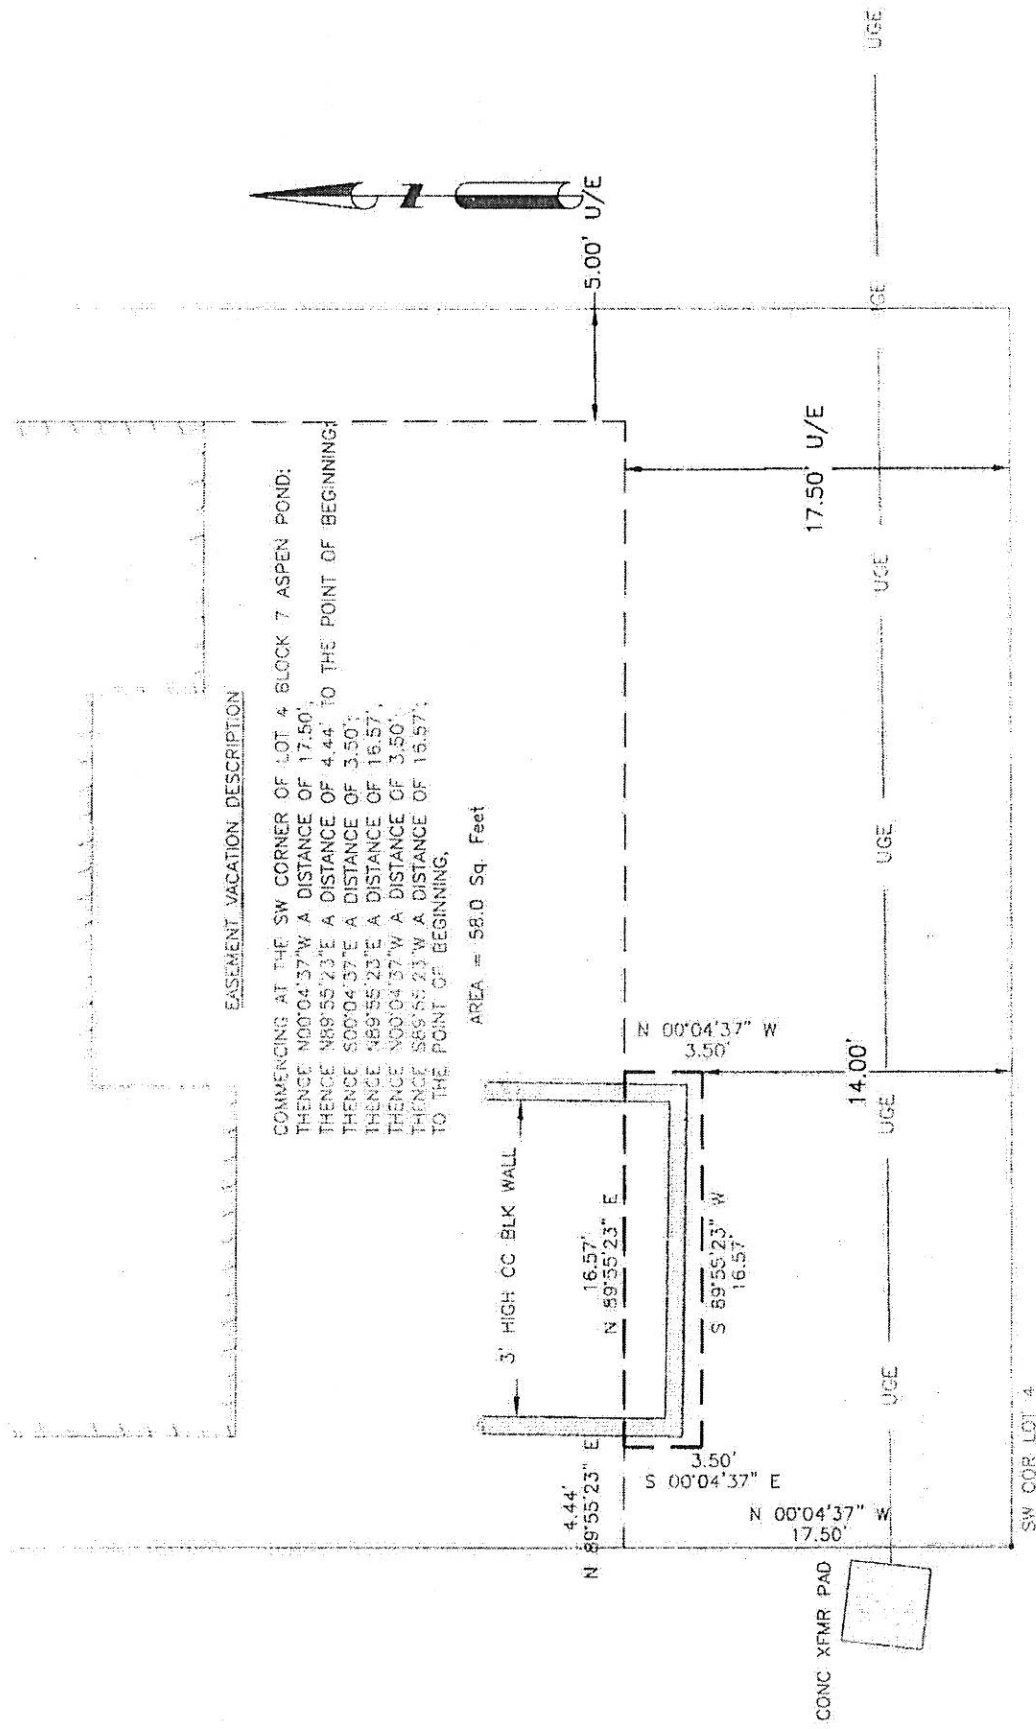 EASEMENT VACATION DESCRIPTION
COMMENCING AT THE SW CORNER OF LOT 4 BLOCK 7 ASPEN POND:
THENCE N00°04'37"W A DISTANCE OF 17.50';
THENCE N89°55'23"E A DISTANCE OF 4.44' TO THE POINT OF BEGINNING;
THENCE S00°04'37"E A DISTANCE OF 3.50';
THENCE N89°55'23"E A DISTANCE OF 16.57';
THENCE N00°04'37"W A DISTANCE OF 3.50';
THENCE S89°55'23"W A DISTANCE OF 16.57';
TO THE POINT OF BEGINNING,
AREA = 58.0 Sq. Feet
N
5.00' U/E
3' HIGH CC BLK WALL
4.44'
N 89°55'23" E
16.57'
N 89°55'23" E
N 00°04'37" W
3.50'
S 89°55'23" W
16.57'
3.50'
S 00°04'37" E
N 00°04'37" W
17.50'
14.00'
17.50' U/E
CONC XFMR PAD
UGE
UGE
UGE
UGE
UGE
UGE
SW COR LOT 4